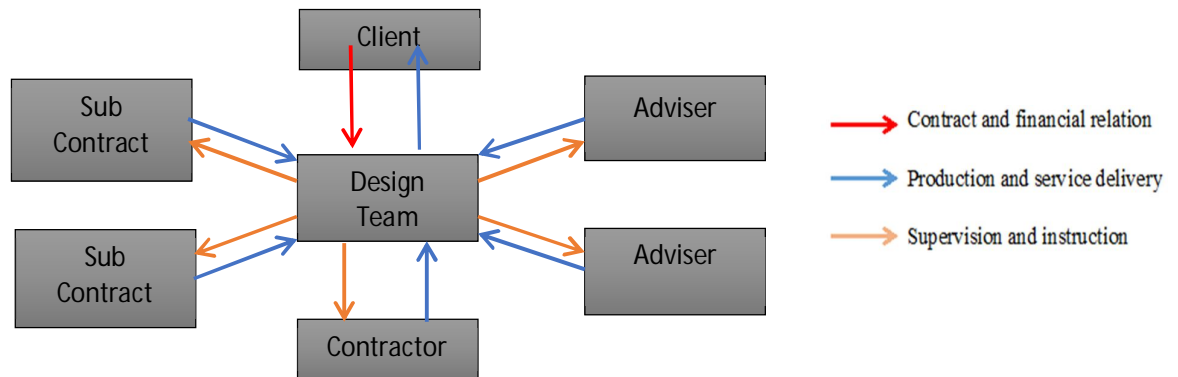 Client
Sub
Contract
Adviser
Contract and financial relation
Production and service delivery
Supervision and instruction
Design
Team
Sub
Contract
Adviser
Contractor